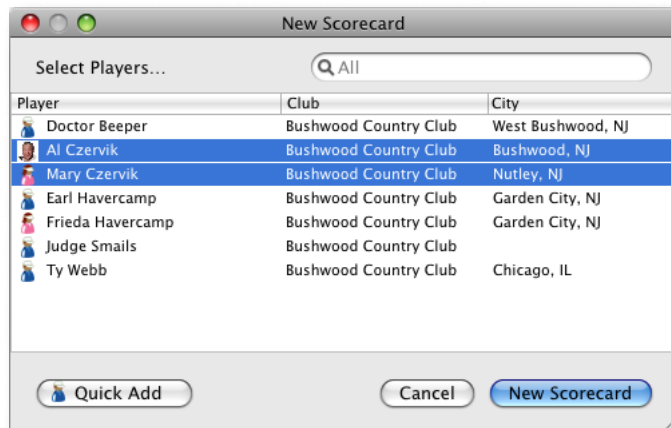 New Scorecard
Select Players...
All
Player Club City
Doctor Beeper Bushwood Country Club West Bushwood, NJ
Al Czervik Bushwood Country Club Bushwood, NJ
Mary Czervik Bushwood Country Club Nutley, NJ
Earl Havercamp Bushwood Country Club Garden City, NJ
Frieda Havercamp Bushwood Country Club Garden City, NJ
Judge Smails Bushwood Country Club
Ty Webb Bushwood Country Club Chicago, IL
Quick Add Cancel New Scorecard